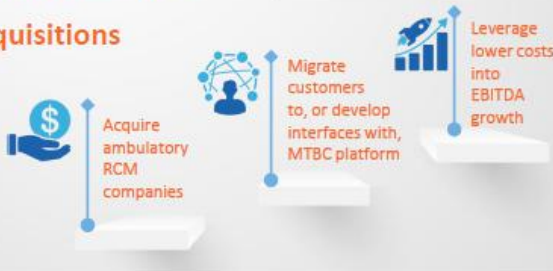 quisitions
Acquire
ambulatory
RCM
companies
Migrate
customers
to, or develop
interfaces with,
MTBC platform
Leverage
lower costs
into
EBITDA
growth
$